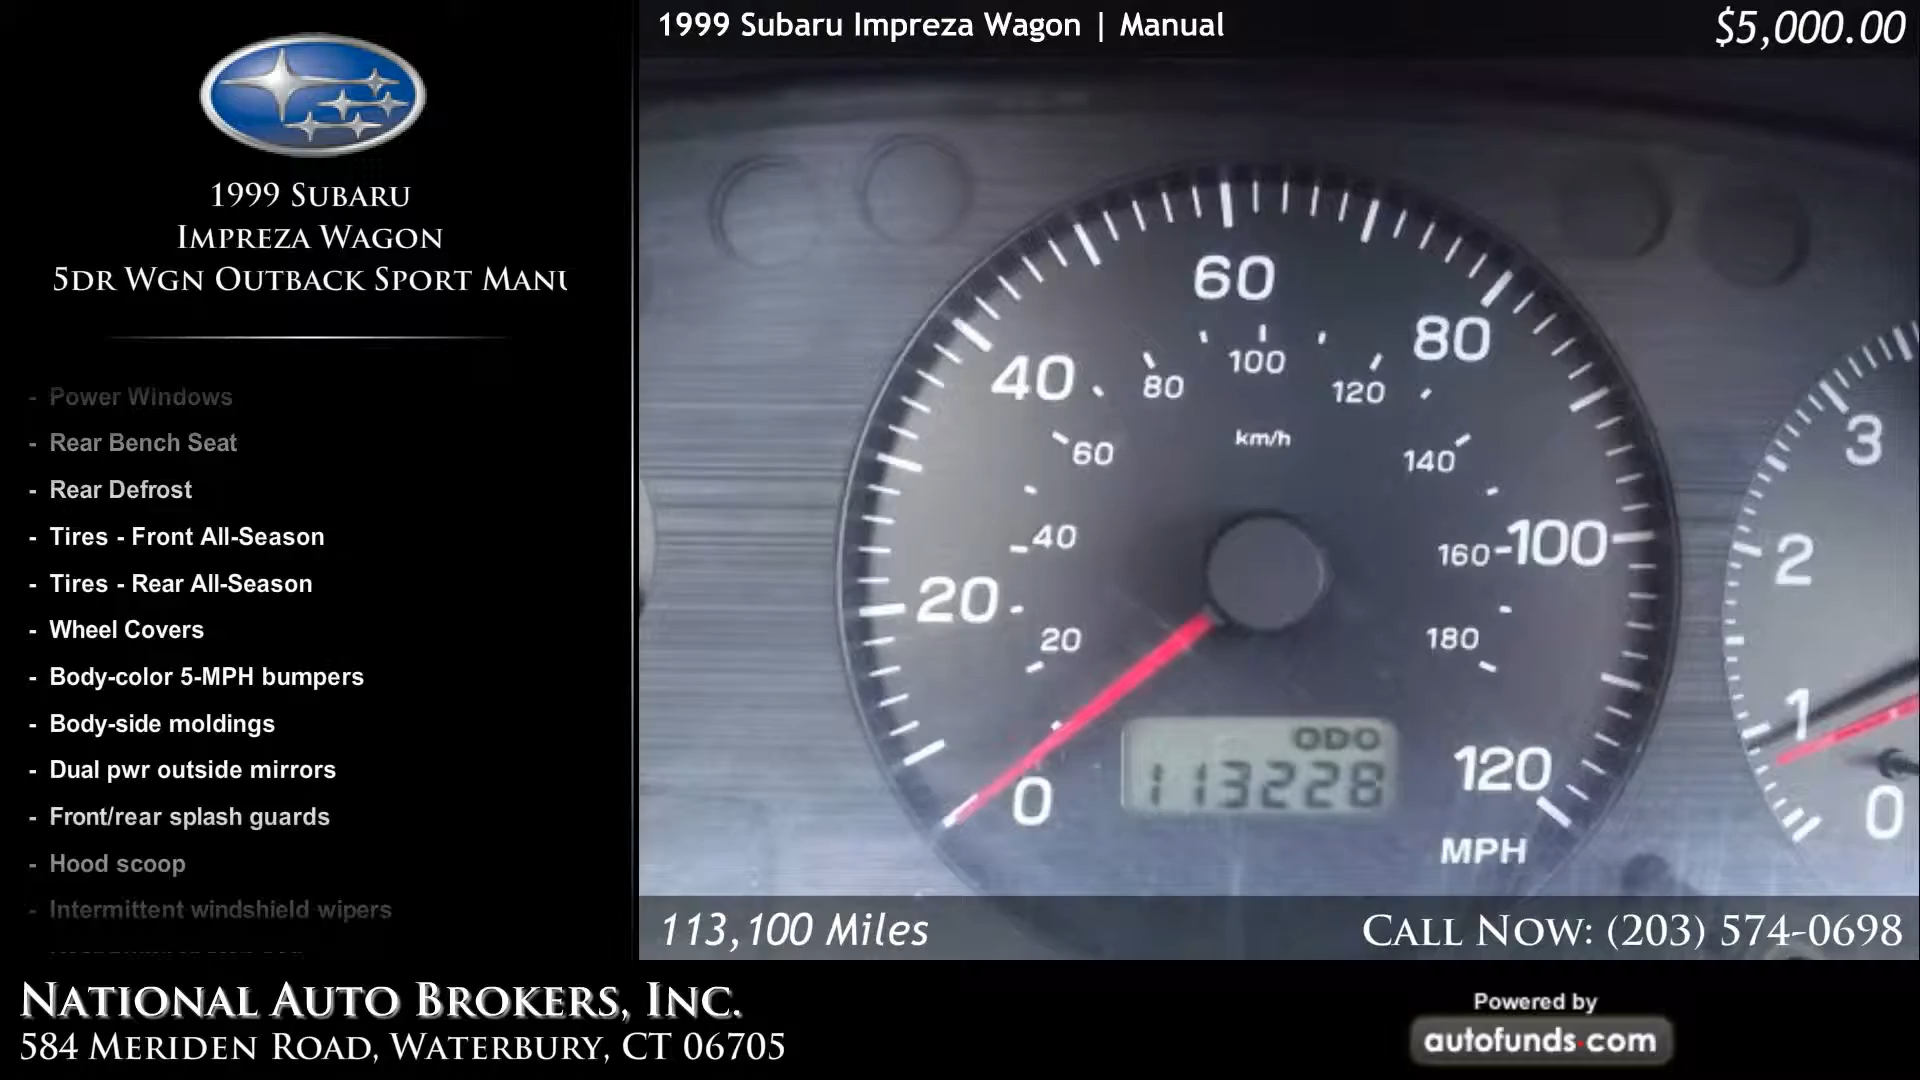 1999 Subaru Impreza Wagon | Manual
$5,000.00
1999 SUBARU
IMPREZA WAGON
5DR WGN OUTBACK SPORT MANU
- Power Windows
- Rear Bench Seat
- Rear Defrost
- Tires - Front All-Season
- Tires - Rear All-Season
- Wheel Covers
- Body-color 5-MPH bumpers
- Body-side moldings
- Dual pwr outside mirrors
- Front/rear splash guards
- Hood scoop
- Intermittent windshield wipers
0
20
40
60
80
100
120
MPH
20
40
60
80
100
120
140
160
180
km/h
ODO
113228
0
1
2
3
113,100 Miles
CALL NOW: (203) 574-0698
NATIONAL AUTO BROKERS, INC.
584 MERIDEN ROAD, WATERBURY, CT 06705
Powered by
autofunds.com